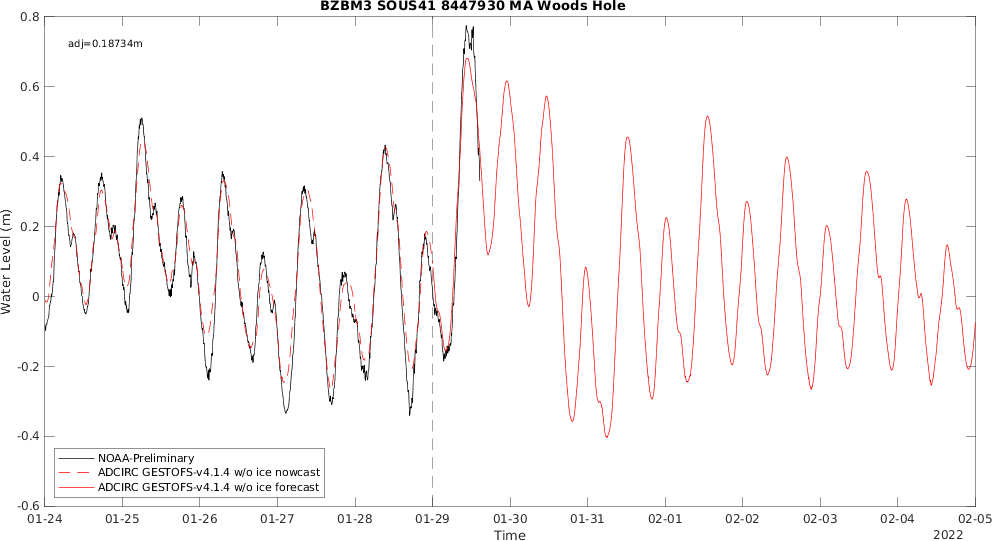 BZBM3 SOUS41 8447930 MA Woods Hole
adj=0.18734m
0.8
0.6
0.4
0.2
0
-0.2
-0.4
-0.6
Water Level (m)
NOAA-Preliminary
ADCIRC GESTOFS-v4.1.4 w/o ice nowcast
ADCIRC GESTOFS-v4.1.4 w/o ice forecast
01-24 01-25 01-26 01-27 01-28 01-29 01-30 01-31 02-01 02-02 02-03 02-04 02-05
Time
2022